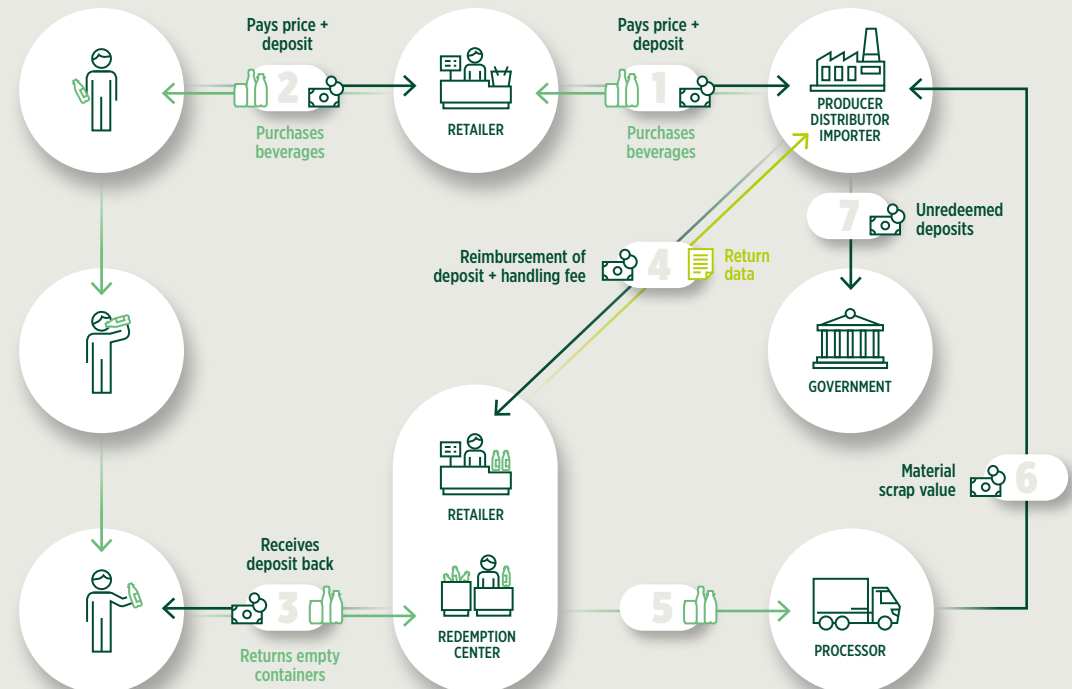 Pays price +
deposit
2
Purchases
beverages
RETAILER
Pays price +
deposit
1
Purchases
beverages
PRODUCER
DISTRIBUTOR
IMPORTER
7
Unredeemed
deposits
Reimbursement of
deposit + handling fee
4
Return
data
GOVERNMENT
Material
scrap value
6
RETAILER
Receives
deposit back
3
Returns empty
containers
REDEMPTION
CENTER
5
PROCESSOR